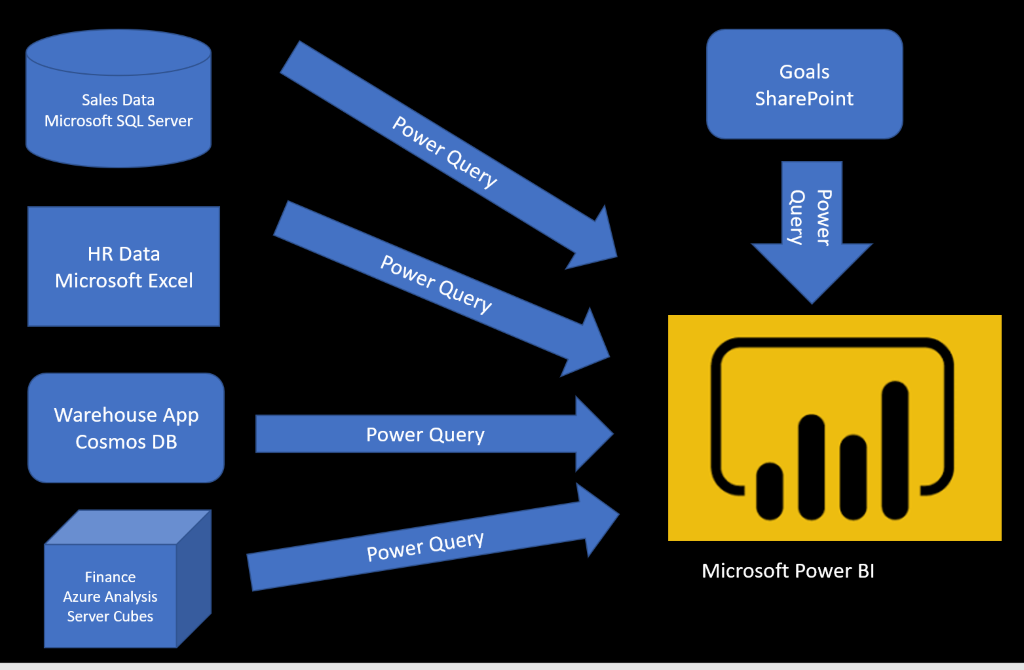 Sales Data
Microsoft SQL Server
Power Query
Goals
SharePoint
Power
Query
HR Data
Microsoft Excel
Power Query
Warehouse App
Cosmos DB
Power Query
Finance
Azure Analysis
Server Cubes
Power Query
Microsoft Power BI